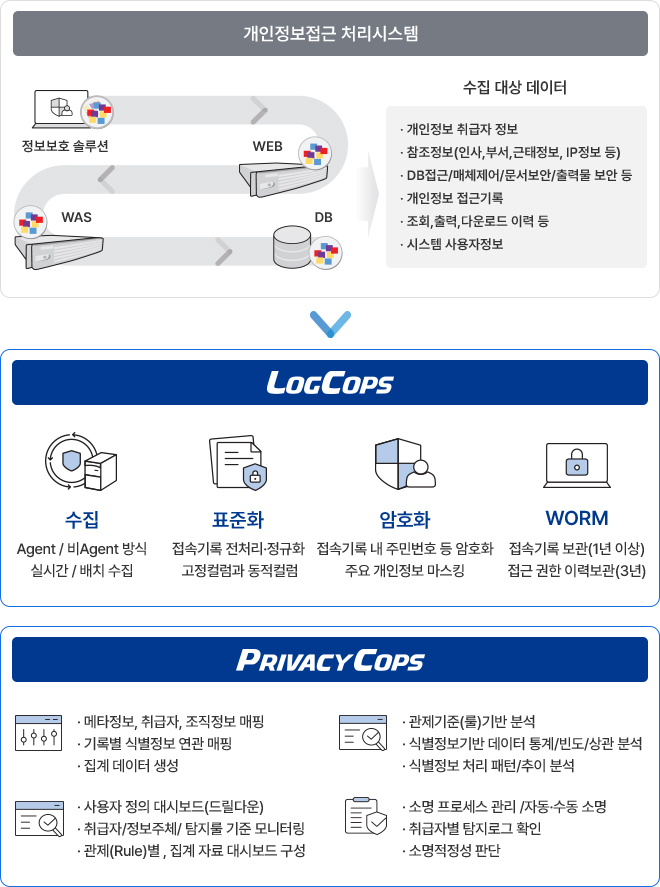 개인정보접근 처리시스템
정보보호 솔루션
WEB
WAS
DB
수집 대상 데이터
· 개인정보 취급자 정보
· 참조정보(인사,부서,근태정보, IP정보 등)
· DB접근/매체제어/문서보안/출력물 보안 등
· 개인정보 접근기록
· 조회,출력,다운로드 이력 등
· 시스템 사용자정보
LOGCOPS
수집
Agent / 비Agent 방식
실시간 / 배치 수집
표준화
접속기록 전처리·정규화
고정컬럼과 동적컬럼
암호화
접속기록 내 주민번호 등 암호화
주요 개인정보 마스킹
WORM
접속기록 보관(1년 이상)
접근 권한 이력보관(3년)
PRIVACY COPS
· 메타정보, 취급자, 조직정보 매핑
· 기록별 식별정보 연관 매핑
· 집계 데이터 생성
· 관제기준(룰)기반 분석
· 식별정보기반 데이터 통계/빈도/상관 분석
· 식별정보 처리 패턴/추이 분석
· 사용자 정의 대시보드(드릴다운)
· 취급자/정보주체/ 탐지룰 기준 모니터링
· 관제(Rule)별 , 집계 자료 대시보드 구성
· 소명 프로세스 관리 /자동·수동 소명
· 취급자별 탐지로그 확인
· 소명적정성 판단